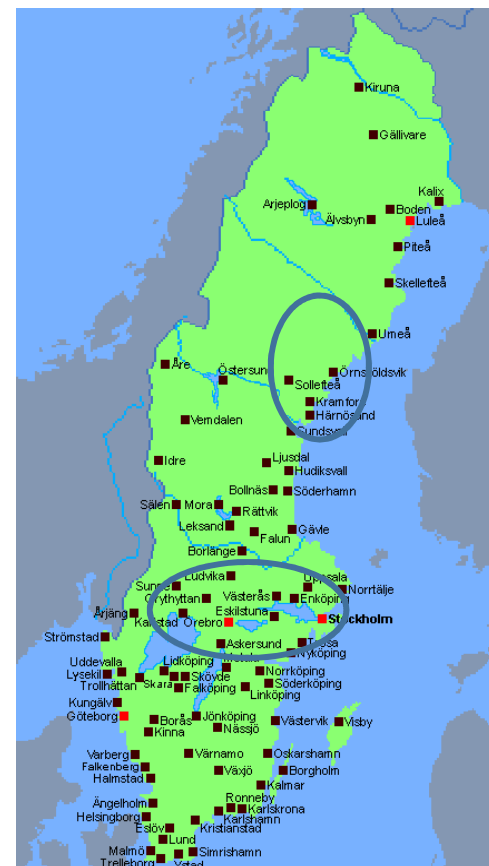 Kiruna
Gällivare
Kalix
Arjeplog
Boden
Älvsbyn
Luleå
Piteå
Skellefteå
Umeå
Åre
Östersun
Örnsköldsvik
Solleftea
Kramfors
Härnösand
Vemdalen
Sundsvall
Idre
Ljusdal
Hudiksvall
Bollnäs
Söderhamn
Sälen
Mora
Rättvik
Leksand
Falun
Gävle
Borlänge
Ludvika
Uppsala
Sunne
Norrtälje
Grythyttan
Västerås
Enköping
Årjäng
Karlstad
Örebro
Eskilstuna
Stockholm
Strömstad
Askersund
Trosa
Nyköping
Uddevalla
Lidköping
Norrköping
Lysekil
Trollhättan
Skara
Skövde
Söderköping
Falköping
Linköping
Kungälv
Göteborg
Borås
Jönköping
Västervik
Visby
Kinna
Nässjö
Varberg
Värnamo
Oskarshamn
Falkenberg
Växjö
Borgholm
Halmstad
Kalmar
Ängelholm
Ronneby
Karlskrona
Helsingborg
Karlshamn
Eslöv
Kristianstad
Lund
Malmö
Simrishamn
Trelleborg
Ystad